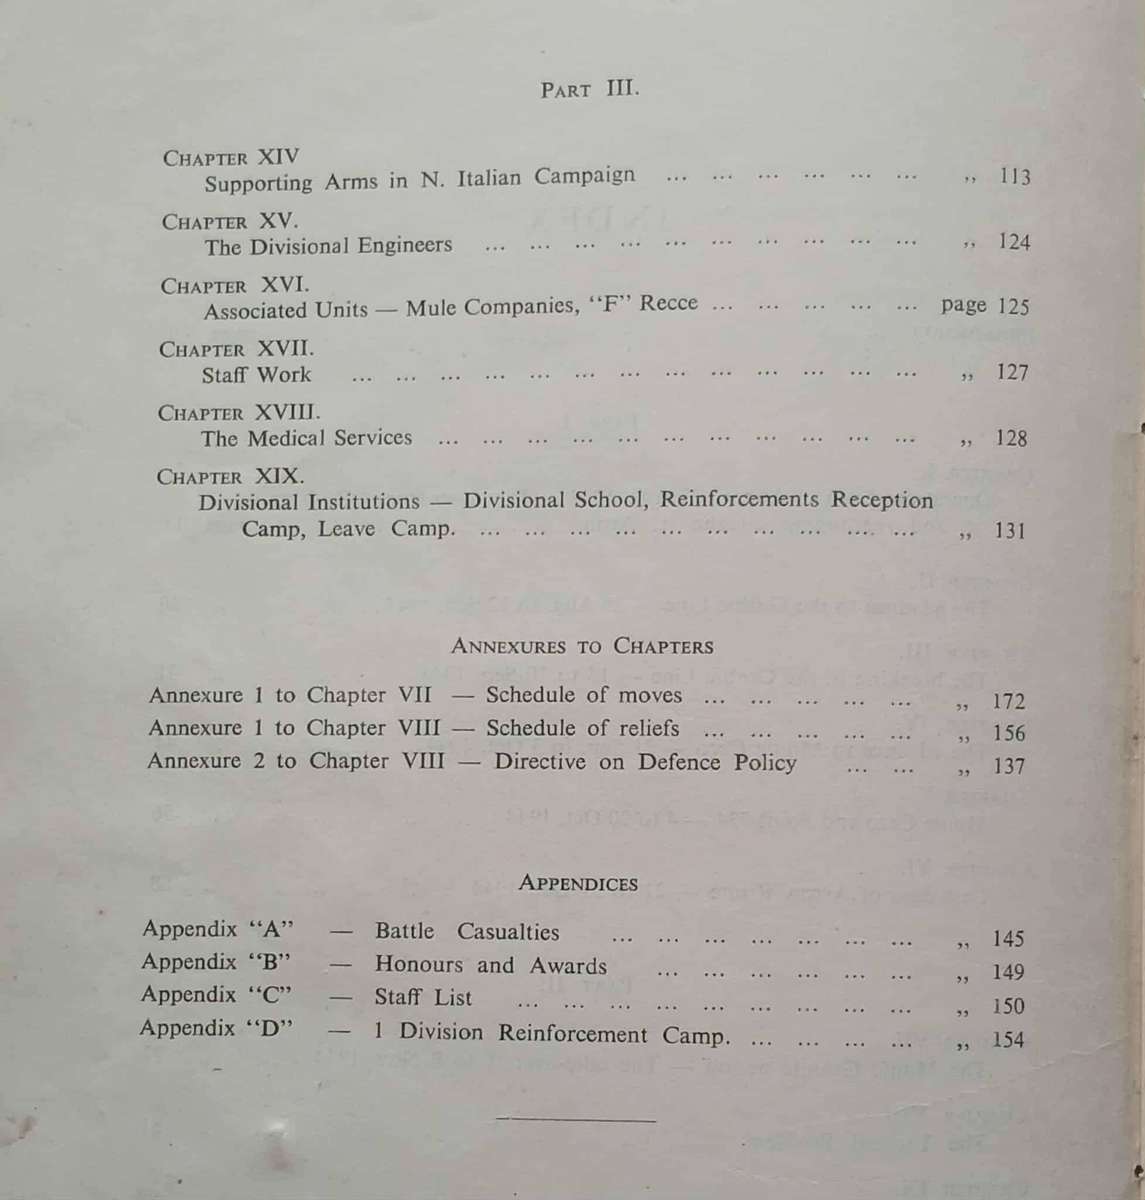 PART III.
CHAPTER XIV
Supporting Arms in N. Italian Campaign ... ... ... ... ... ... ,, 113
CHAPTER XV.
The Divisional Engineers ... ... ... ... ... ... ... ... ... ... ,, 124
CHAPTER XVI.
Associated Units — Mule Companies, “F” Recce ... ... ... ... ... page 125
CHAPTER XVII.
Staff Work ... ... ... ... ... ... ... ... ... ... ... ... ... ,, 127
CHAPTER XVIII.
The Medical Services ... ... ... ... ... ... ... ... ... ... ... ,, 128
CHAPTER XIX.
Divisional Institutions — Divisional School, Reinforcements Reception
Camp, Leave Camp. ... ... ... ... ... ... ... ... .... ... ,, 131
ANNEXURES TO CHAPTERS
Annexure 1 to Chapter VII — Schedule of moves ... ... ... ... ... ,, 172
Annexure 1 to Chapter VIII — Schedule of reliefs ... ... ... ... ... ,, 156
Annexure 2 to Chapter VIII — Directive on Defence Policy ... ... ,, 137
APPENDICES
Appendix “A” — Battle Casualties ... ... ... ... ... ... ... ,, 145
Appendix “B” — Honours and Awards ... ... ... ... ... ... ,, 149
Appendix “C” — Staff List ... ... ... ... ... ... ... ... ... ,, 150
Appendix “D” — 1 Division Reinforcement Camp. ... ... ... ... ,, 154